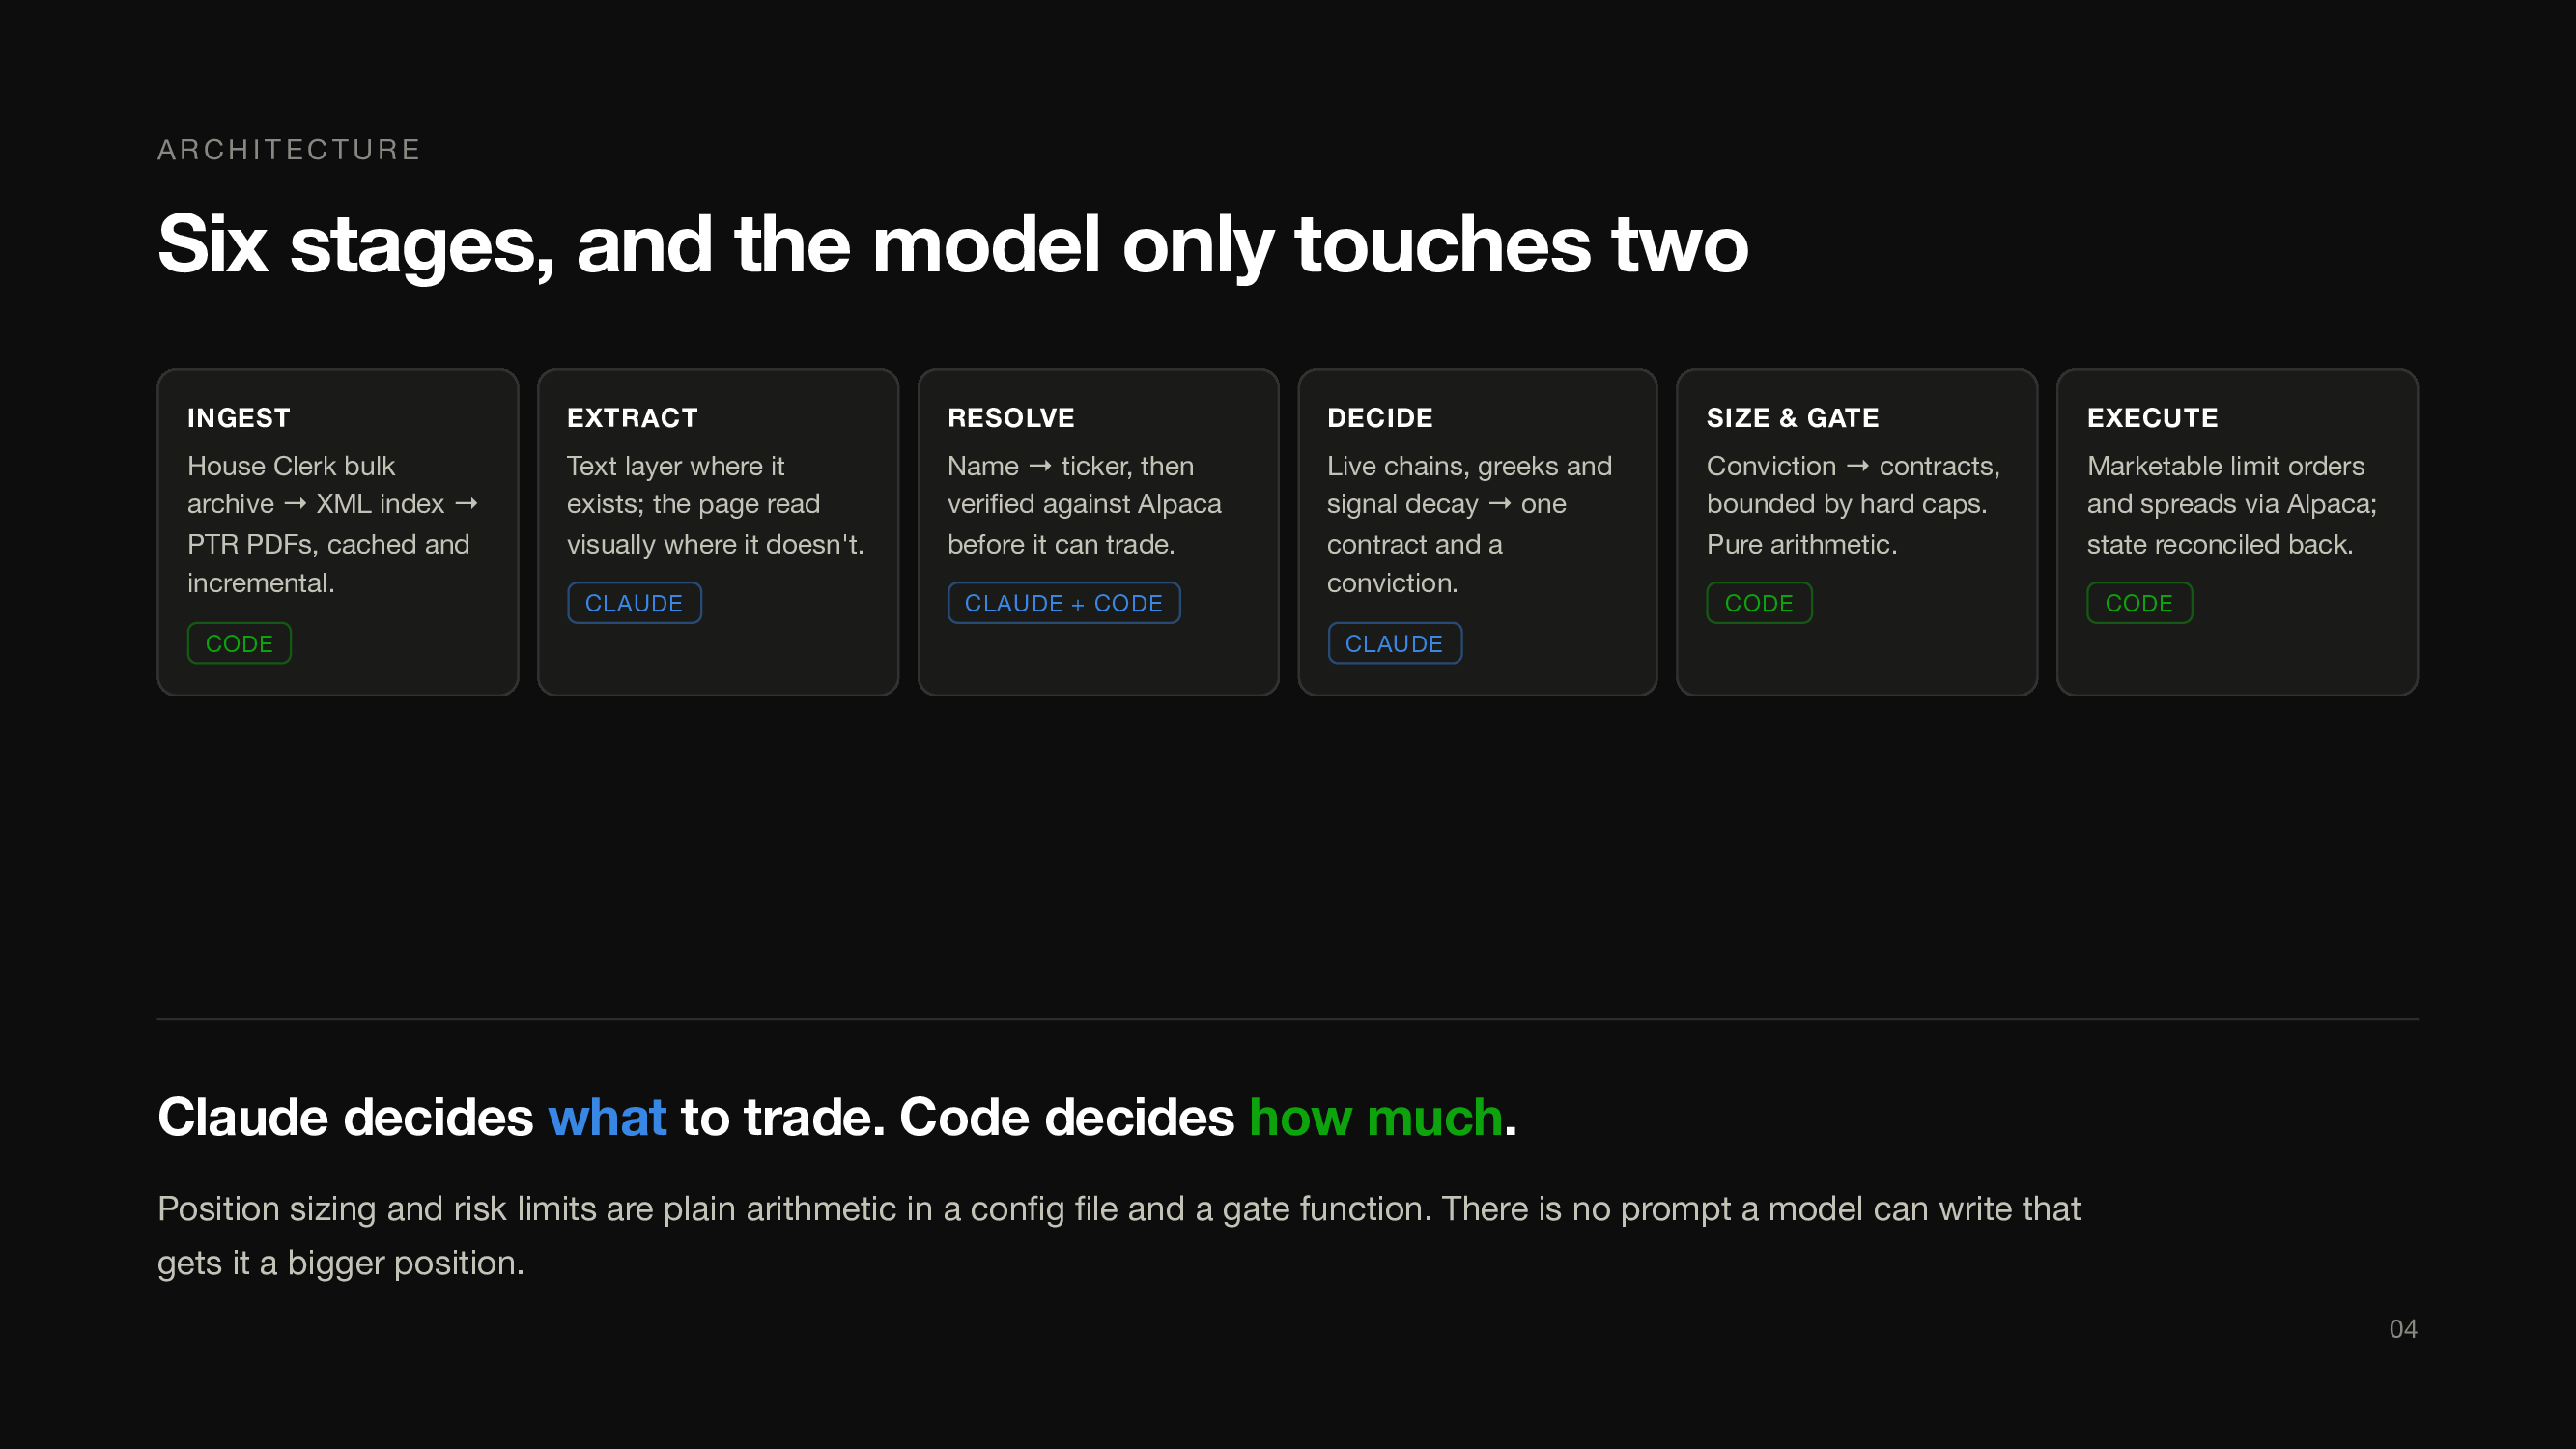 ARCHITECTURE
Six stages, and the model only touches two
INGEST
House Clerk bulk
archive → XML index →
PTR PDFs, cached and
incremental.
CODE
EXTRACT
Text layer where it
exists; the page read
visually where it doesn't.
CLAUDE
RESOLVE
Name → ticker, then
verified against Alpaca
before it can trade.
CLAUDE + CODE
DECIDE
Live chains, greeks and
signal decay → one
contract and a
conviction.
CLAUDE
SIZE & GATE
Conviction → contracts,
bounded by hard caps.
Pure arithmetic.
CODE
EXECUTE
Marketable limit orders
and spreads via Alpaca;
state reconciled back.
CODE
Claude decides what to trade. Code decides how much.
Position sizing and risk limits are plain arithmetic in a config file and a gate function. There is no prompt a model can write that
gets it a bigger position.
04